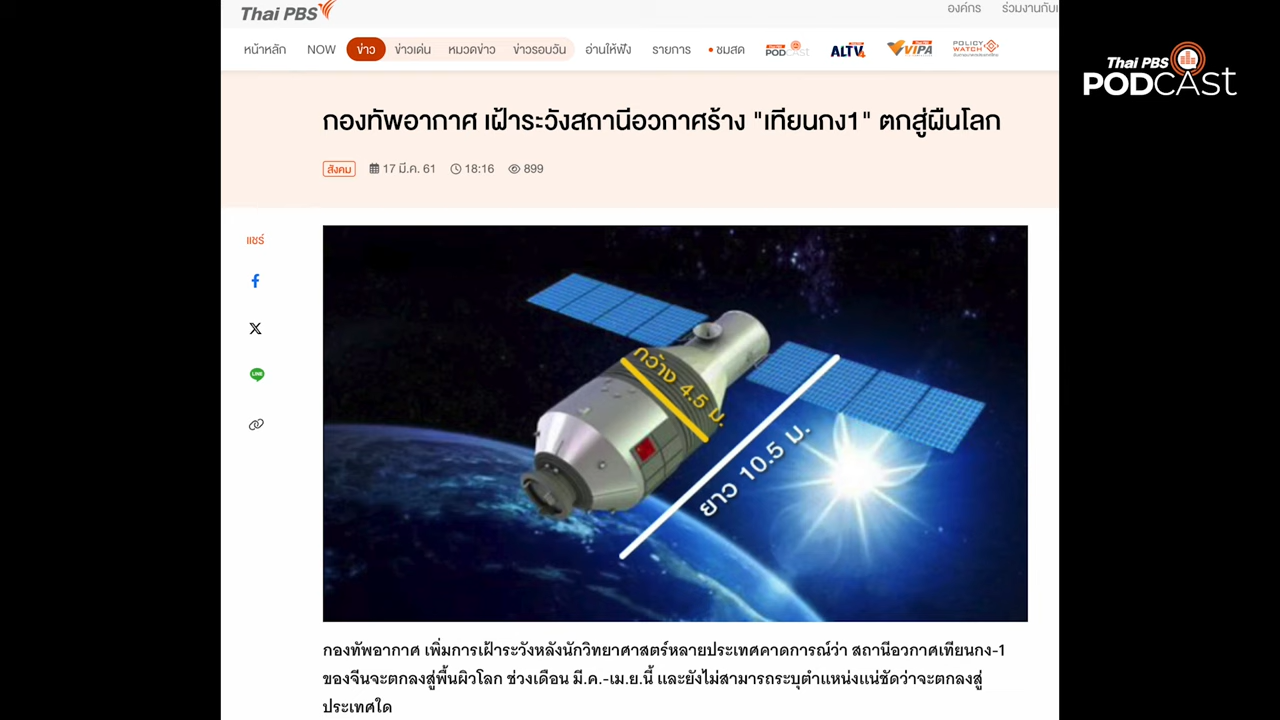 Thai PBS
องค์กร
ร่วมงานกับเ
หน้าหลัก NOW ข่าว ข่าวเด่น หมวดข่าว ข่าวรอบวัน อ่านให้ฟัง รายการ ชมสด PODCAST ALTV VIPA POLICY WATCH
Thai PBS
PODCAST
กองทัพอากาศ เฝ้าระวังสถานีอวกาศร้าง "เทียนกง1" ตกสู่ผืนโลก
สังคม 17 มี.ค. 61 18:16 899
แชร์
กว้าง 4.5 ม.
ยาว 10.5 ม.
LINE
กองทัพอากาศ เพิ่มการเฝ้าระวังหลังนักวิทยาศาสตร์หลายประเทศคาดการณ์ว่า สถานีอวกาศเทียนกง-1
ของจีนจะตกลงสู่พื้นผิวโลก ช่วงเดือน มี.ค.-เม.ย.นี้ และยังไม่สามารถระบุตำแหน่งแน่ชัดว่าจะตกลงสู่
ประเทศใด